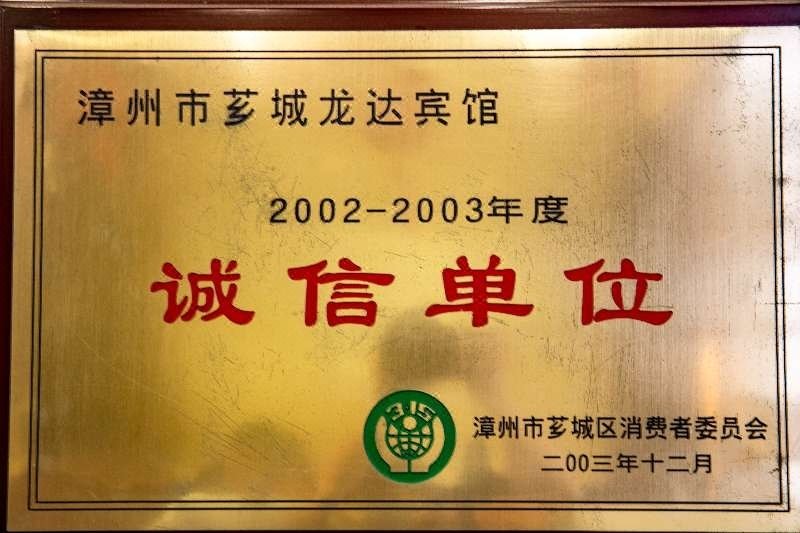 漳州市芗城龙达宾馆
2002-2003年度
诚信单位
315
漳州市芗城区消费者委员会
二00三年十二月